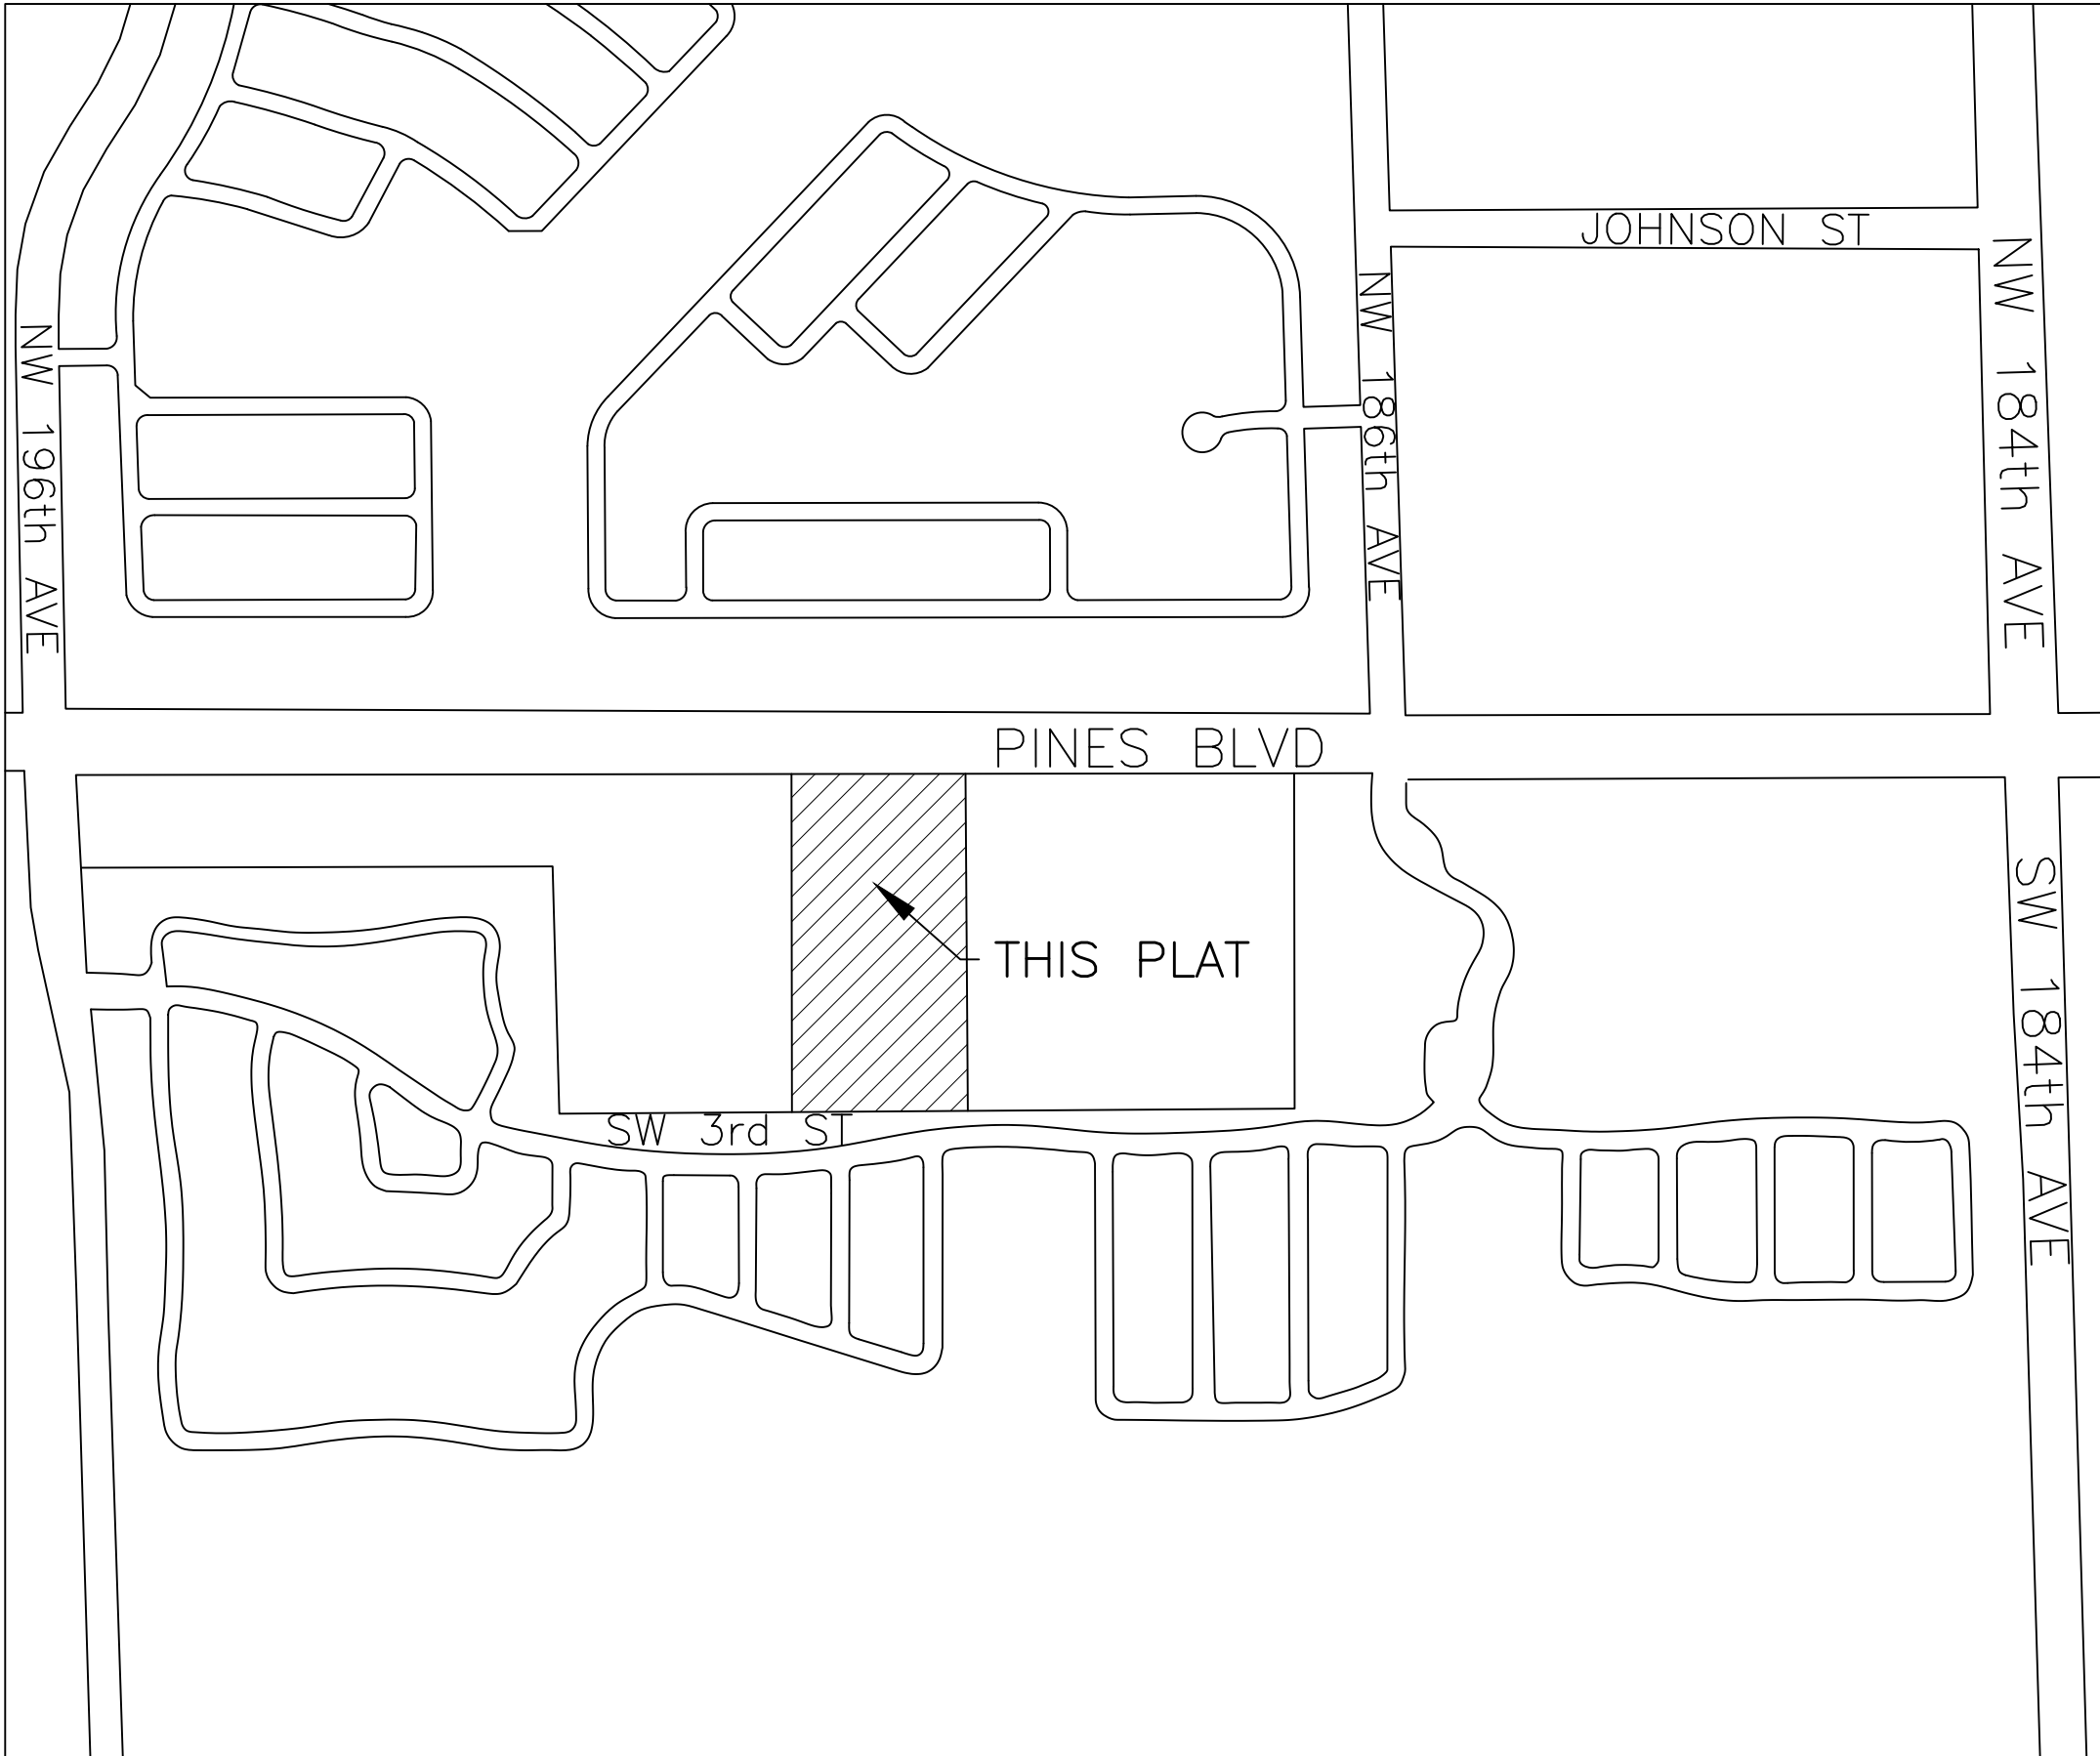 JOHNSON ST
NW 184th AVE
NW 186th AVE
NW 196th AVE
PINES BLVD
THIS PLAT
SW 184th AVE
SW 3rd ST